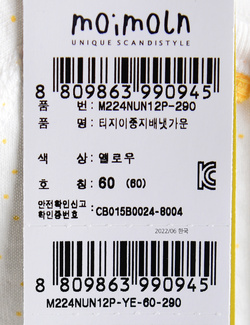 moimoln
UNIQUE SCANDISTYLE
8 809863 990945
품 번 : M224NUN12P-290
품 명 : 티지이중지배냇가운
색 상 : 옐로우
호 칭 : 60 (60)
안전확인신고
확인증번호 : CB015B0024-8004
2022/06 한국
8 809863 990945
M224NUN12P-YE-60-290